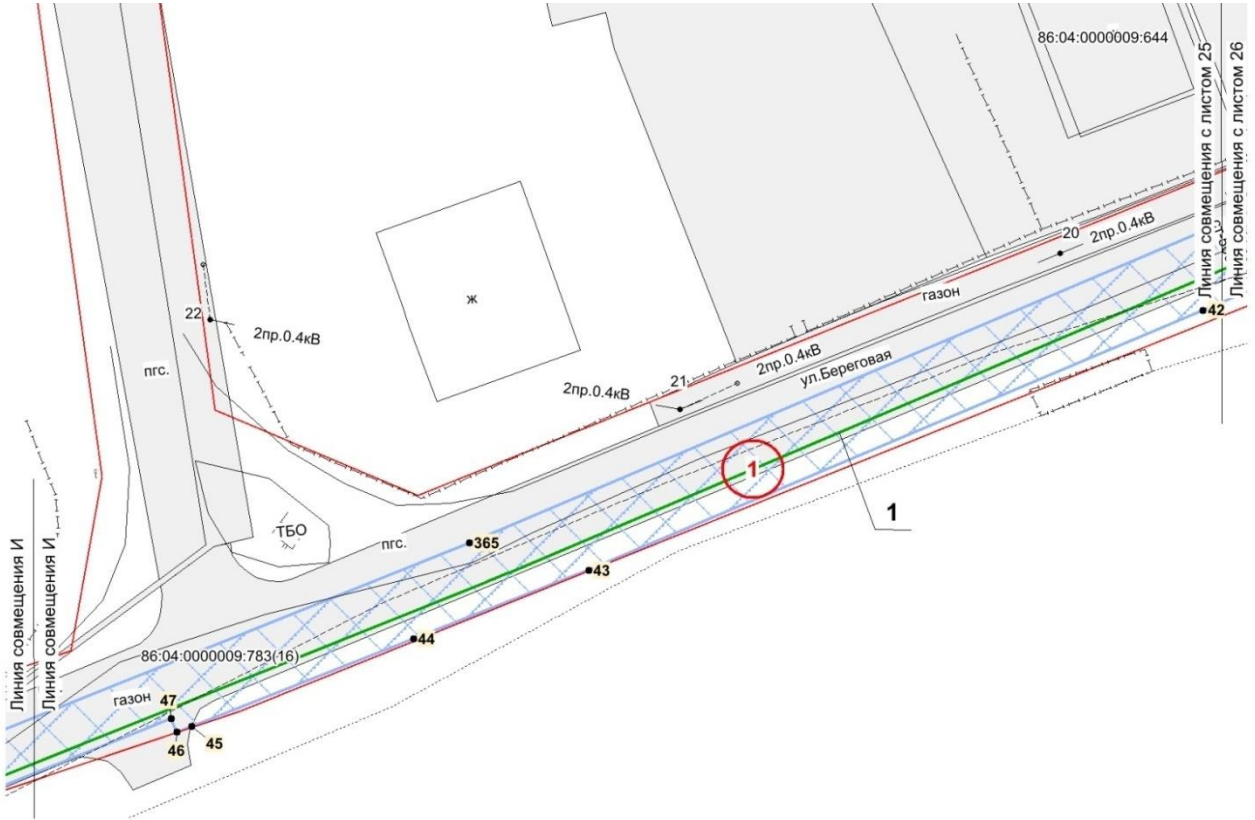 86:04:0000009:644
Линия совмещения с листом 25
Линия совмещения с листом 26
20
2пр.0.4кВ
газон
42
22
2пр.0.4кВ
ж
пгс.
21
2пр.0.4кВ
2пр.0.4кВ
ул.Береговая
1
1
ТБО
пгс.
365
43
44
Линия совмещения И
Линия совмещения И
86:04:0000009:783(16)
газон
47
46
45